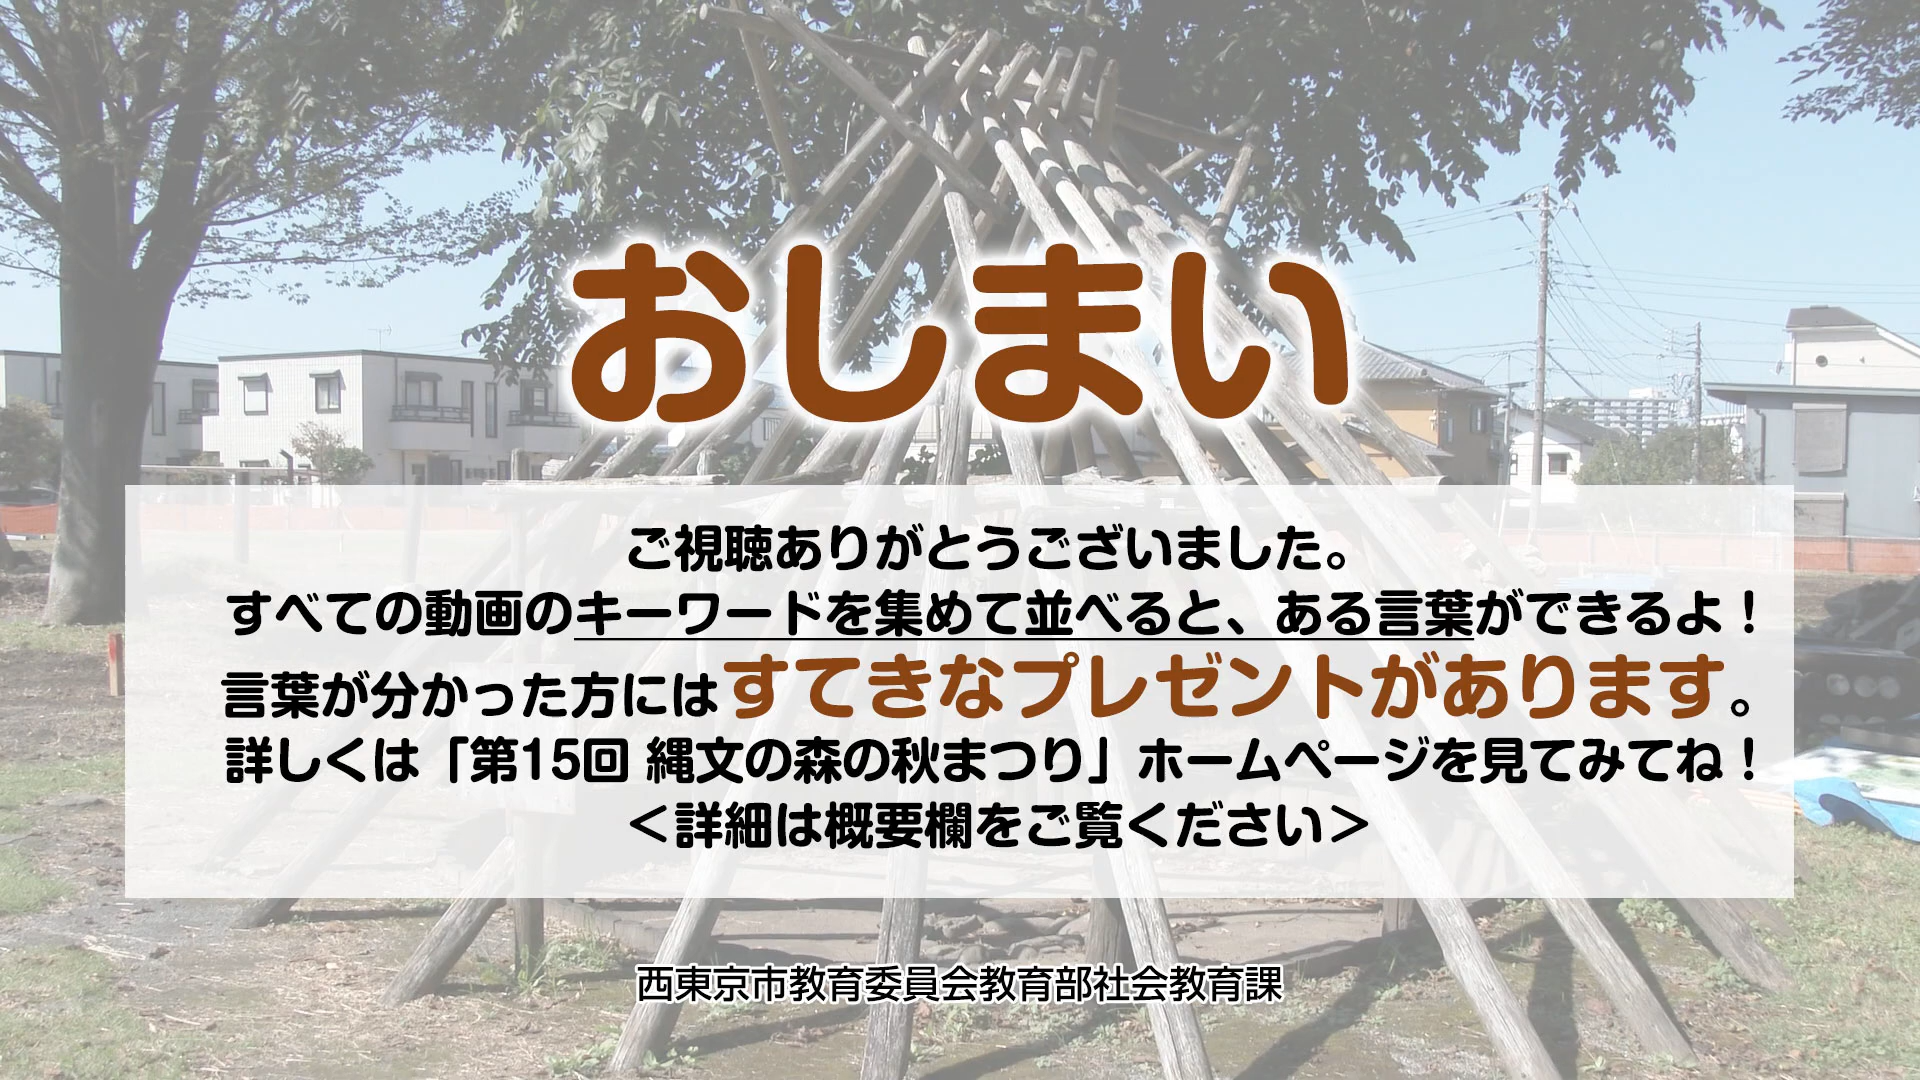 おしまい
ご視聴ありがとうございました。
すべての動画のキーワードを集めて並べると、ある言葉ができるよ！
言葉が分かった方にはすてきなプレゼントがあります。
詳しくは「第15回 縄文の森の秋まつり」ホームページを見てみてね！
＜詳細は概要欄をご覧ください＞
西東京市教育委員会教育部社会教育課